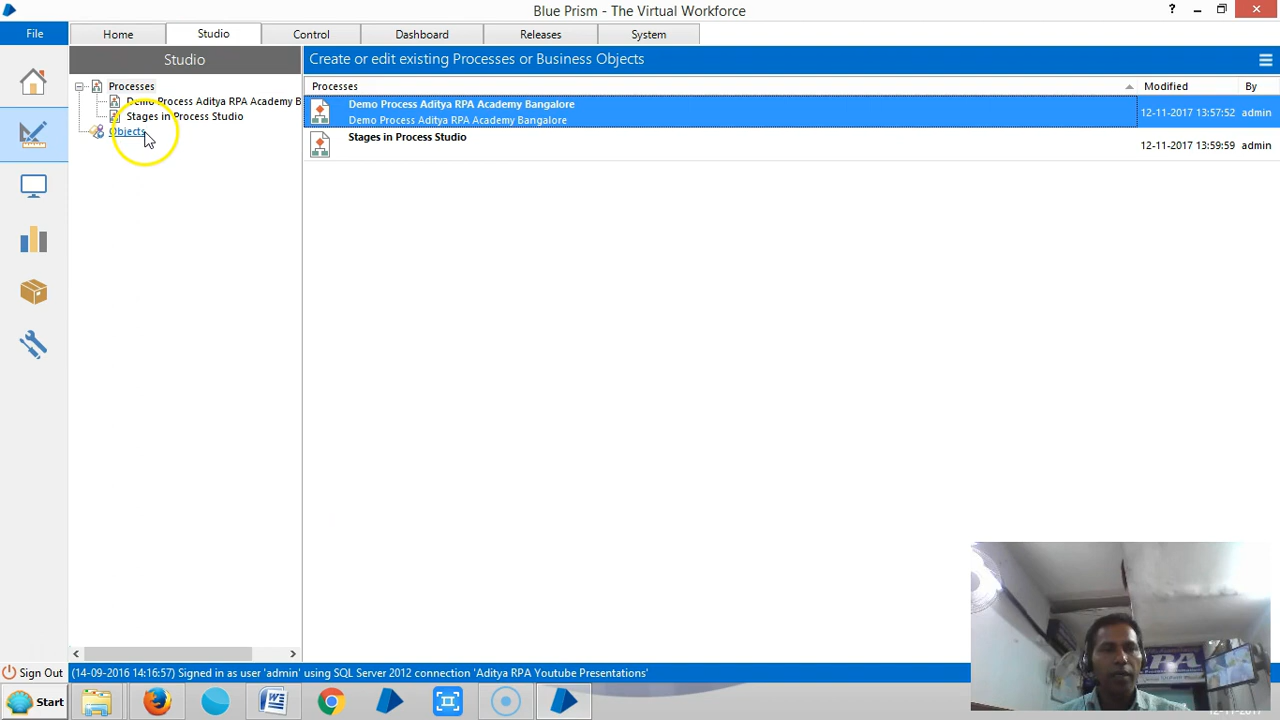 Blue Prism - The Virtual Workforce
?
File
Home
Studio
Control
Dashboard
Releases
System
Studio
Create or edit existing Processes or Business Objects
Processes
Demo Process Aditya RPA Academy B
Stages in Process Studio
Objects
Processes
Modified
By
Demo Process Aditya RPA Academy Bangalore
Demo Process Aditya RPA Academy Bangalore
12-11-2017 13:57:52
admin
Stages in Process Studio
12-11-2017 13:59:59
admin
Sign Out
(14-09-2016 14:16:57) Signed in as user 'admin' using SQL Server 2012 connection 'Aditya RPA Youtube Presentations'
Start